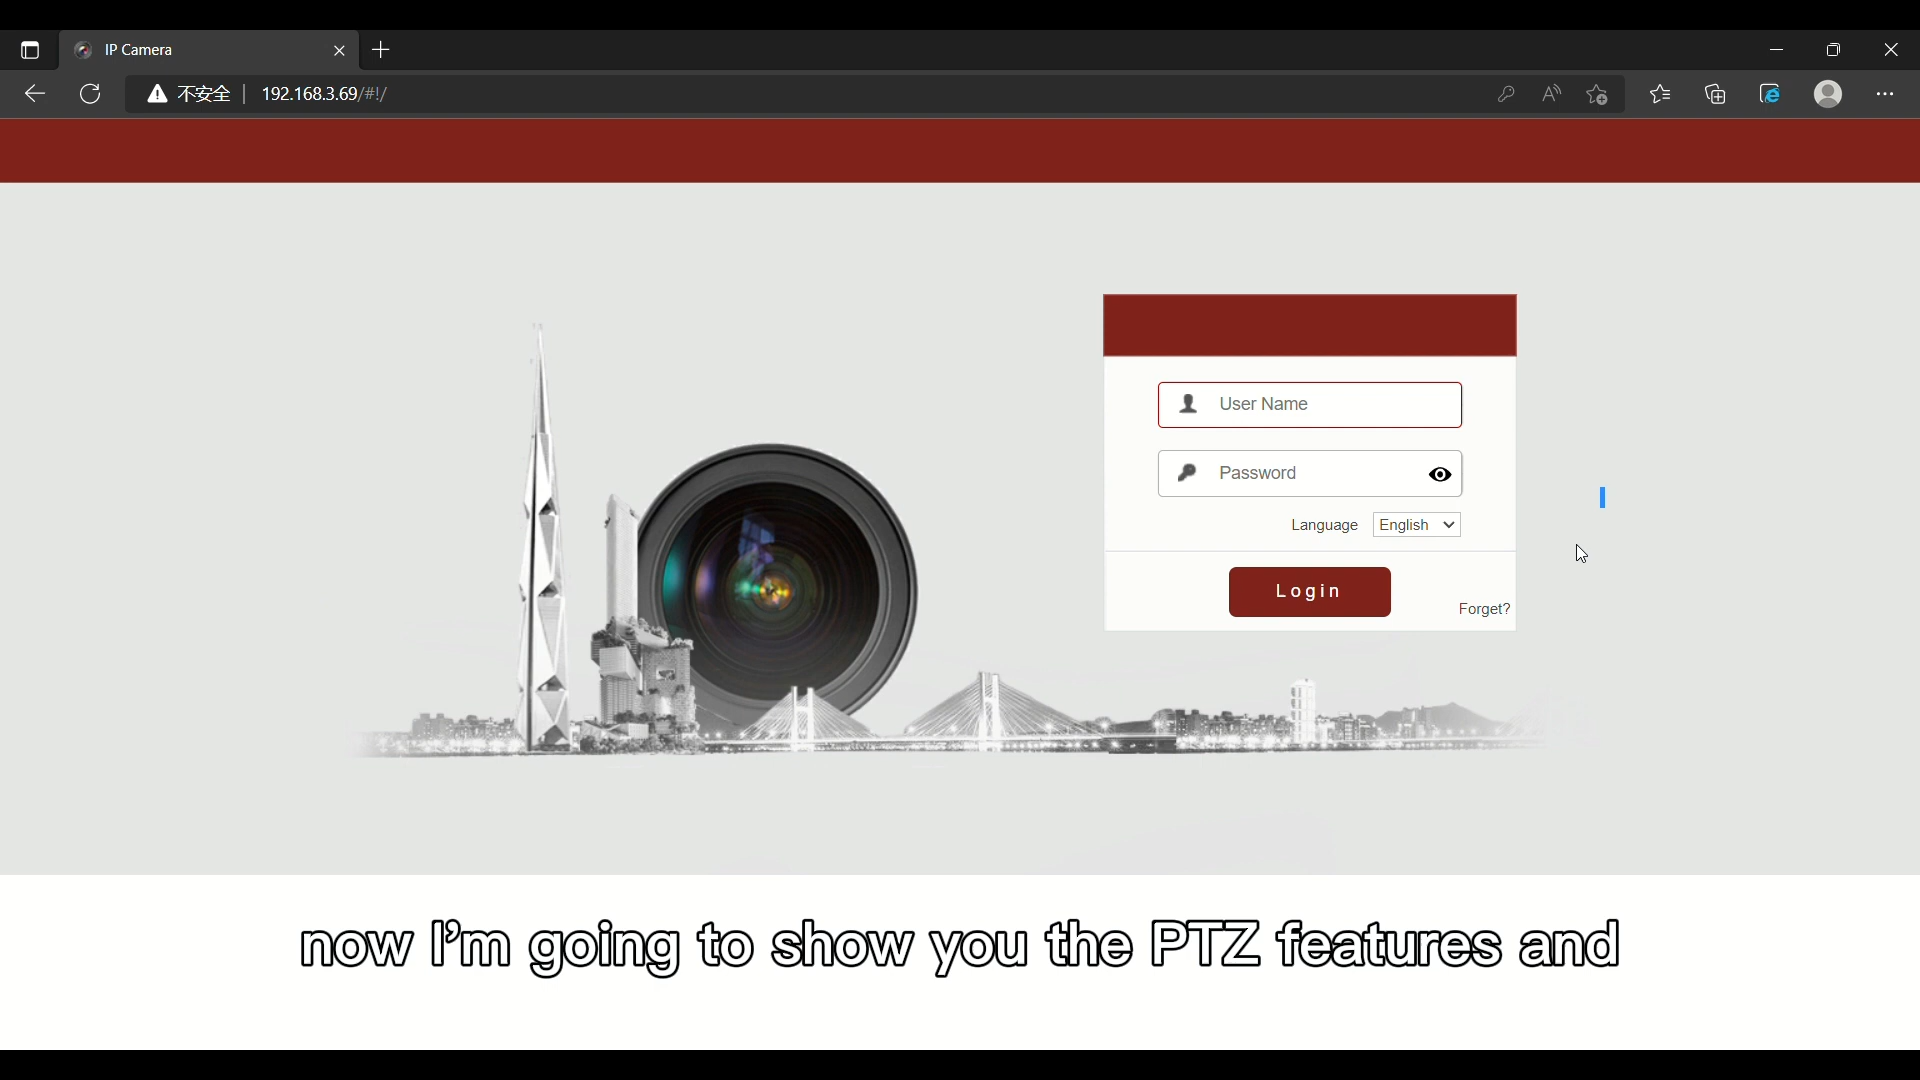 IP Camera
不安全 192.168.3.69/#!/
User Name
Password
Language English
Login
Forget?
now I'm going to show you the PTZ features and